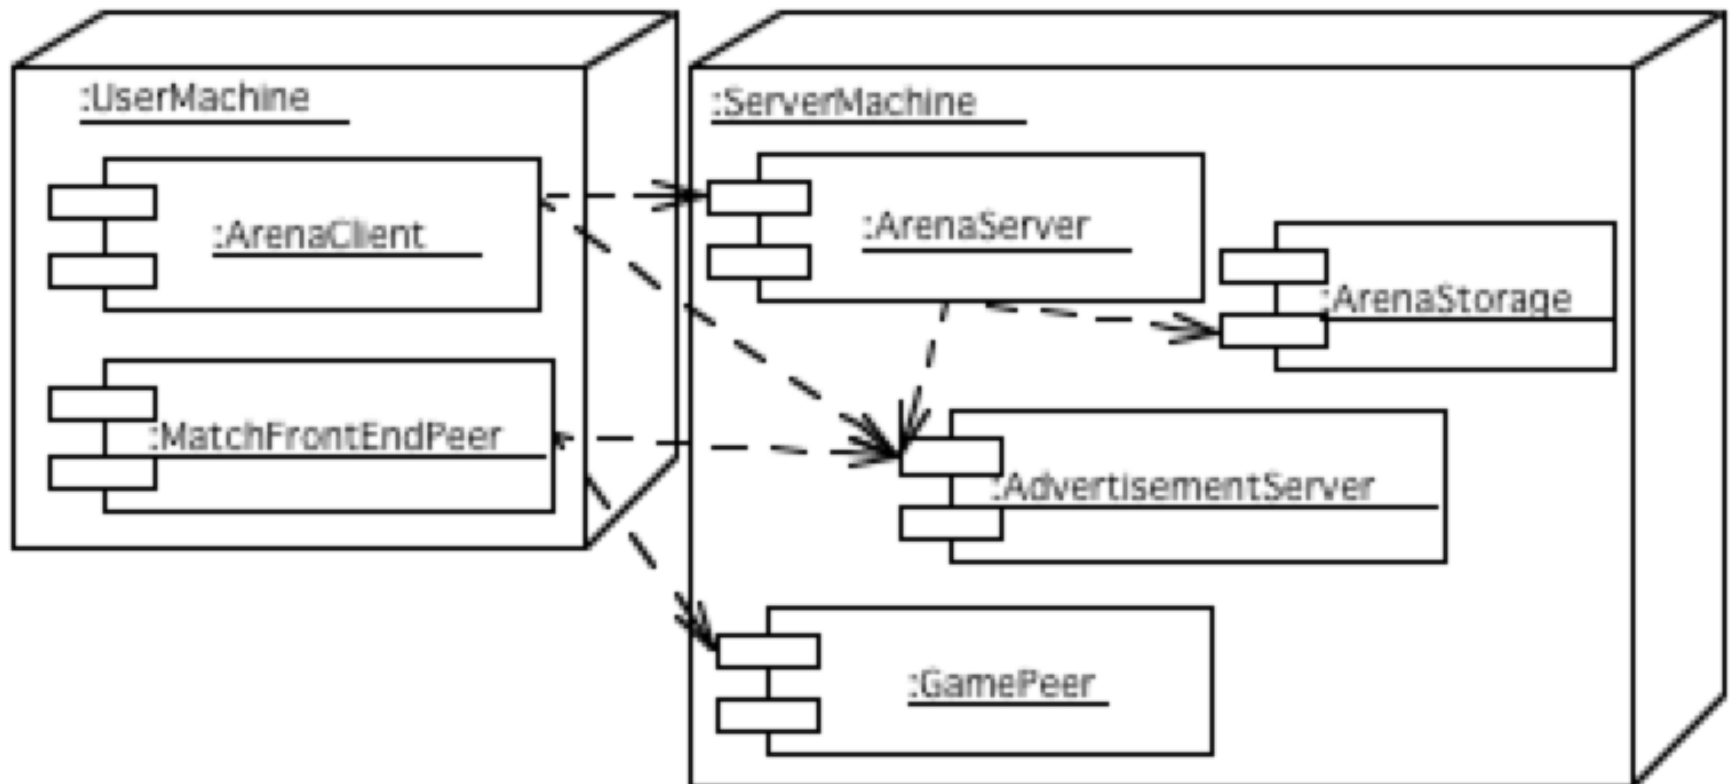 :UserMachine
:ServerMachine
:ArenaClient
:ArenaServer
:ArenaStorage
:MatchFrontEndPeer
:AdvertisementServer
:GamePeer